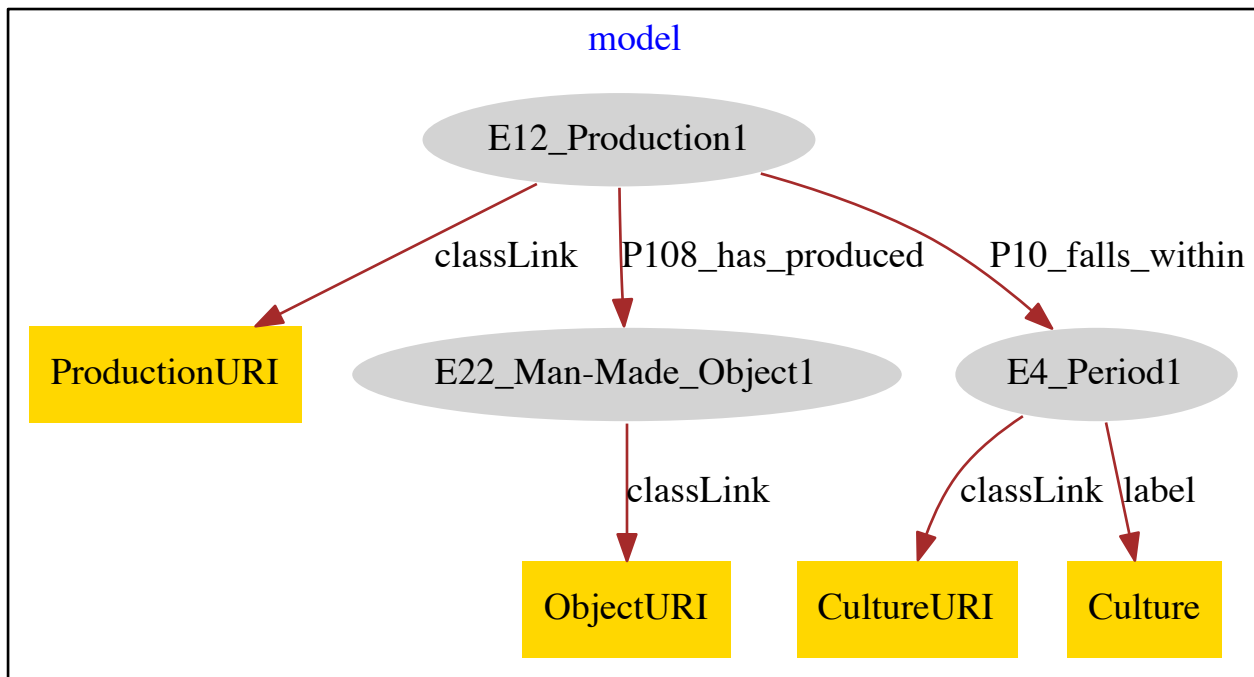 model
E12_Production1
classLink
P108_has_produced
P10_falls_within
ProductionURI
E22_Man-Made_Object1
E4_Period1
classLink
classLink
label
ObjectURI
CultureURI
Culture